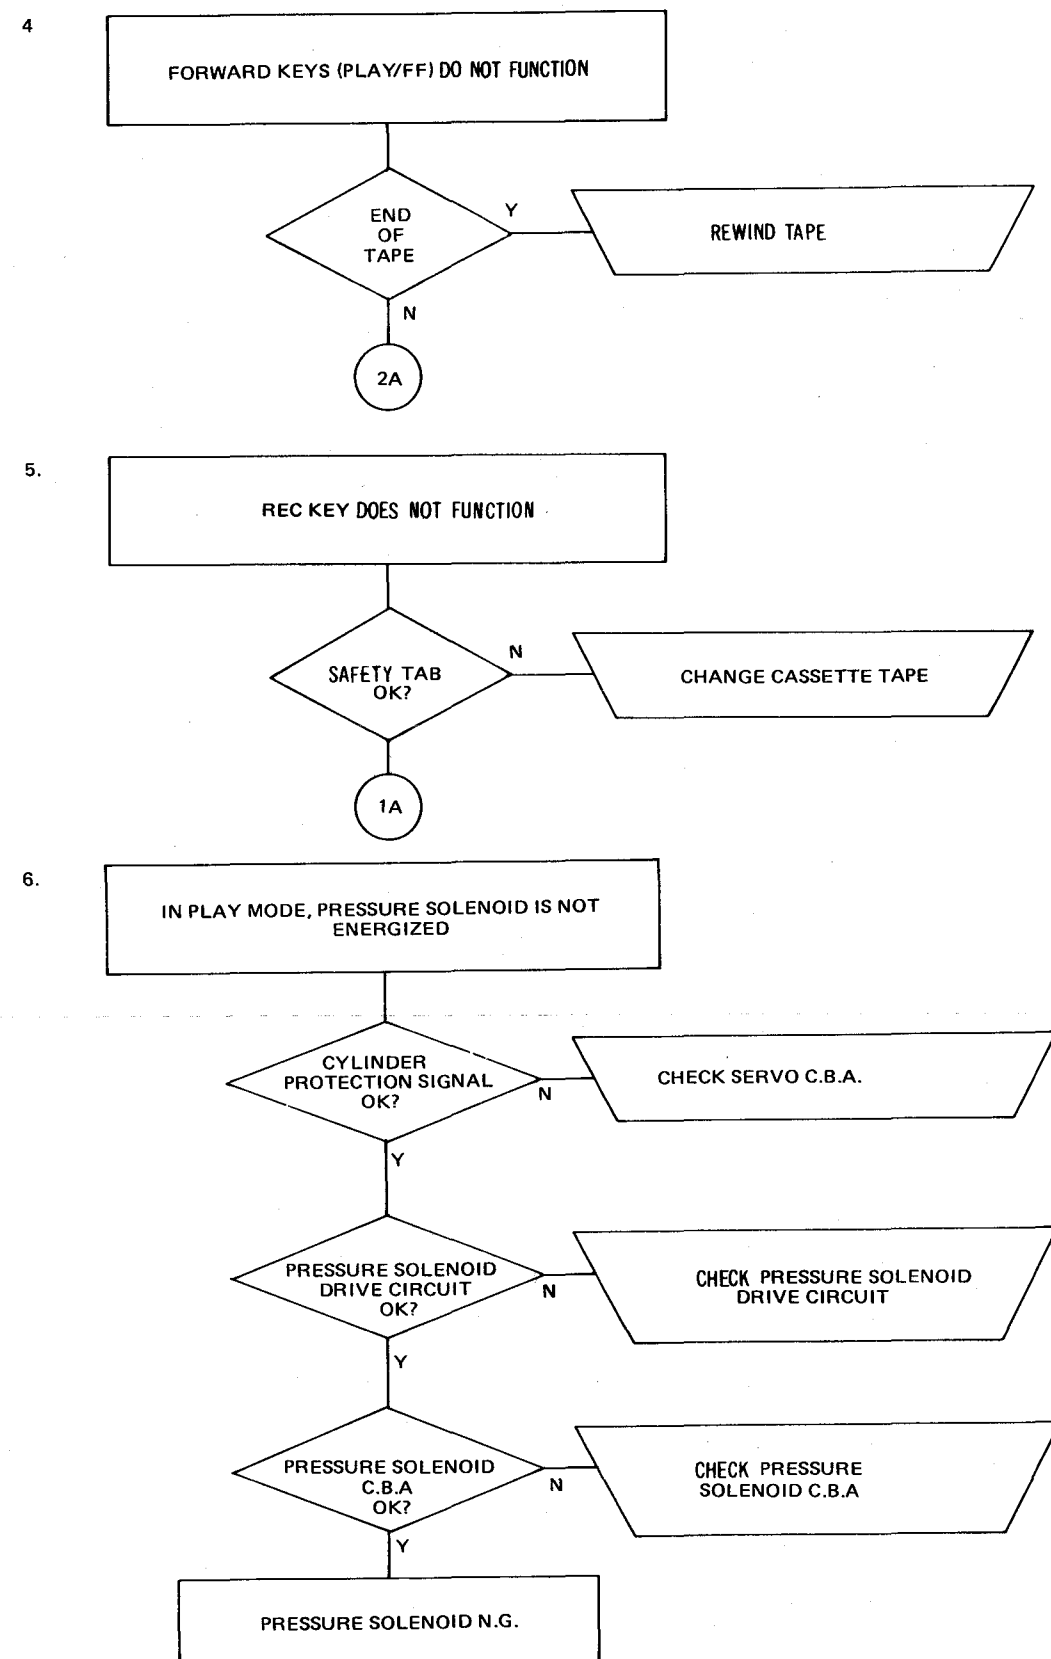 4
FORWARD KEYS (PLAY/FF) DO NOT FUNCTION
END
OF
TAPE
Y
REWIND TAPE
N
2A
5.
REC KEY DOES NOT FUNCTION
SAFETY TAB
OK?
N
CHANGE CASSETTE TAPE
1A
6.
IN PLAY MODE, PRESSURE SOLENOID IS NOT
ENERGIZED
CYLINDER
PROTECTION SIGNAL
OK?
N
CHECK SERVO C.B.A.
Y
PRESSURE SOLENOID
DRIVE CIRCUIT
OK?
N
CHECK PRESSURE SOLENOID
DRIVE CIRCUIT
Y
PRESSURE SOLENOID
C.B.A
OK?
N
CHECK PRESSURE
SOLENOID C.B.A
Y
PRESSURE SOLENOID N.G.